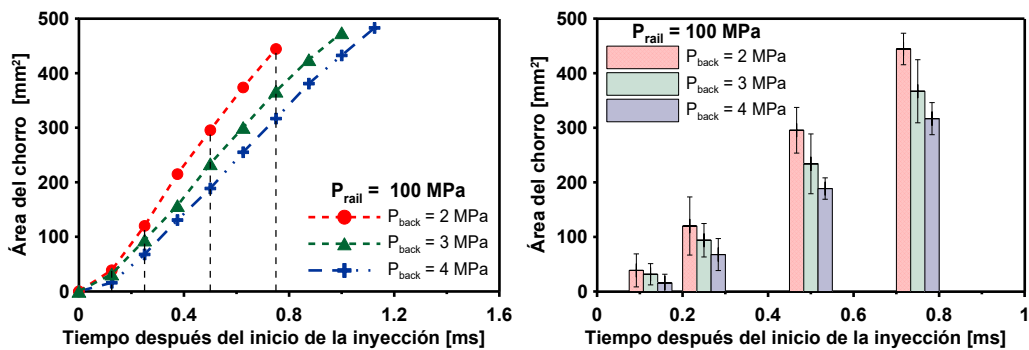 500
400
300
200
100
0
Área del chorro [mm²]
0.0
0.4
0.8
1.2
1.6
Tiempo después del inicio de la inyección [ms]
P_rail = 100 MPa
P_back = 2 MPa
P_back = 3 MPa
P_back = 4 MPa
500
400
300
200
100
0
Área del chorro [mm²]
0
0.2
0.4
0.6
0.8
1
Tiempo después del inicio de la inyección [ms]
P_rail = 100 MPa
P_back = 2 MPa
P_back = 3 MPa
P_back = 4 MPa